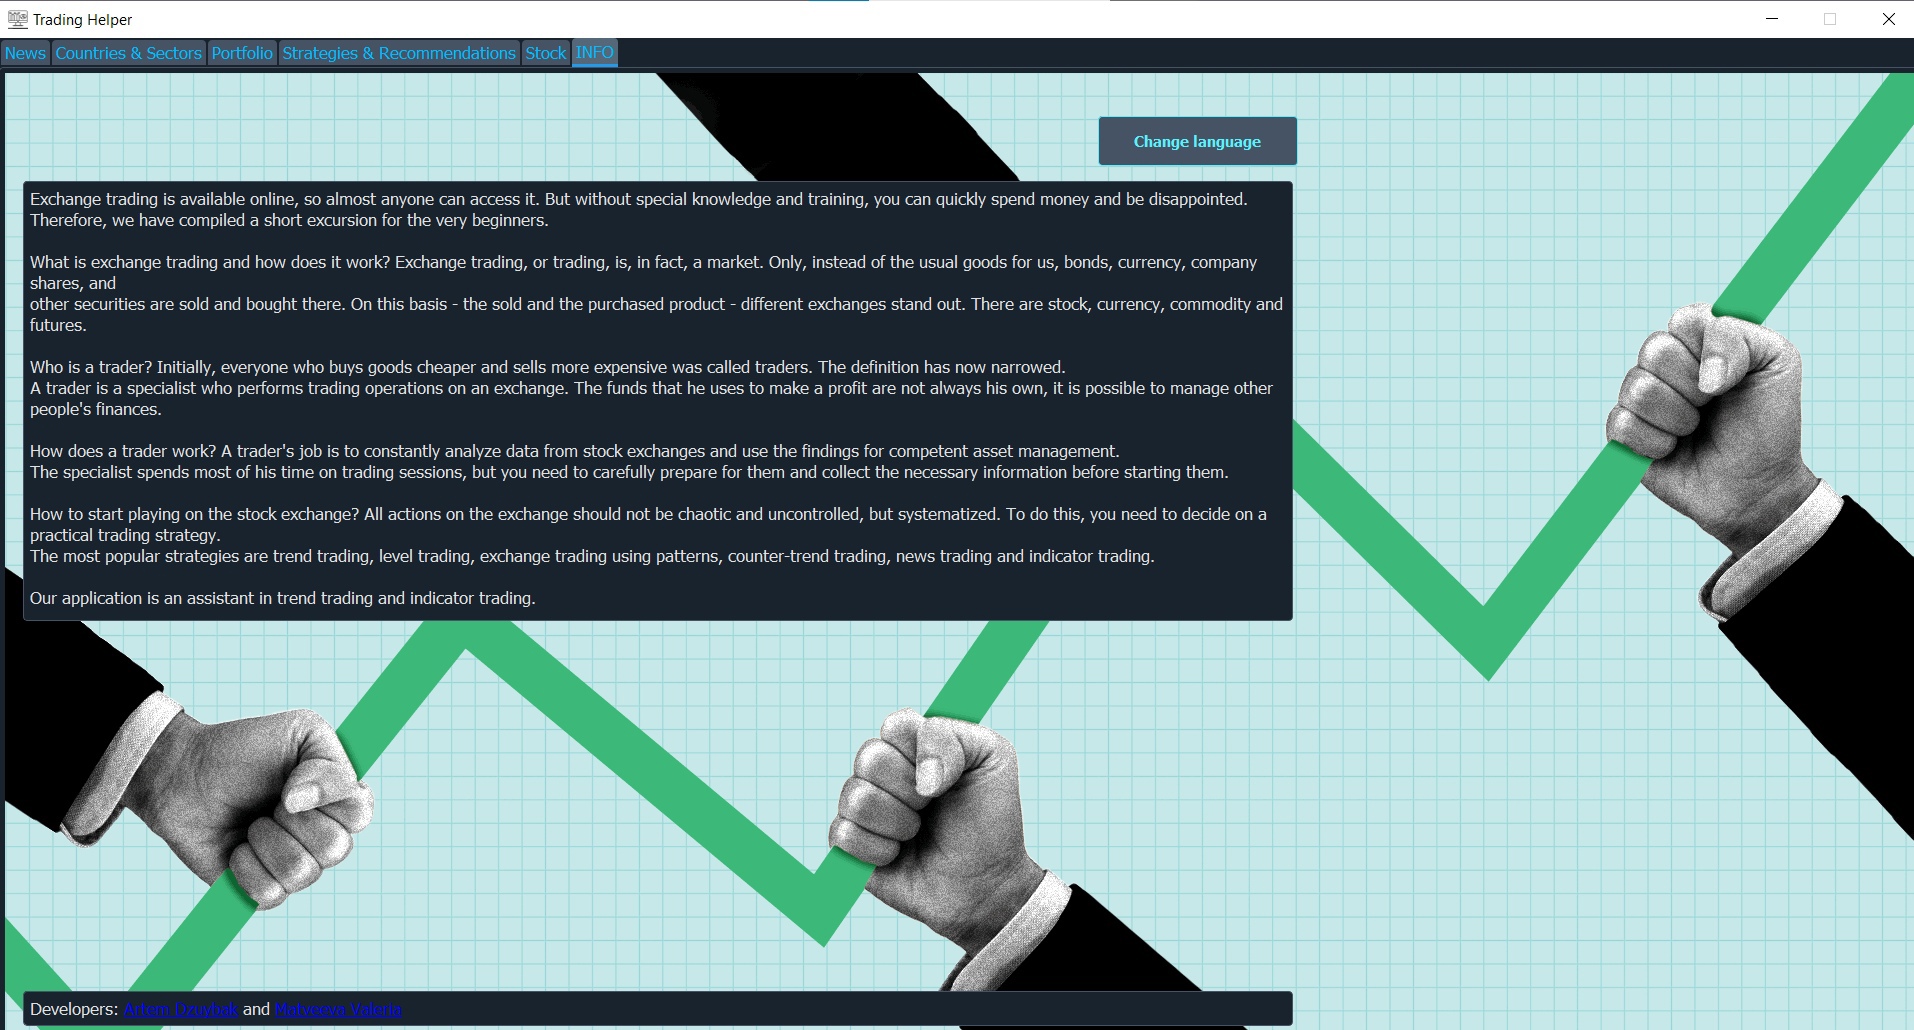 Trading Helper
News Countries & Sectors Portfolio Strategies & Recommendations Stock INFO
Change language
Exchange trading is available online, so almost anyone can access it. But without special knowledge and training, you can quickly spend money and be disappointed.
Therefore, we have compiled a short excursion for the very beginners.
What is exchange trading and how does it work? Exchange trading, or trading, is, in fact, a market. Only, instead of the usual goods for us, bonds, currency, company
shares, and
other securities are sold and bought there. On this basis - the sold and the purchased product - different exchanges stand out. There are stock, currency, commodity and
futures.
Who is a trader? Initially, everyone who buys goods cheaper and sells more expensive was called traders. The definition has now narrowed.
A trader is a specialist who performs trading operations on an exchange. The funds that he uses to make a profit are not always his own, it is possible to manage other
people's finances.
How does a trader work? A trader's job is to constantly analyze data from stock exchanges and use the findings for competent asset management.
The specialist spends most of his time on trading sessions, but you need to carefully prepare for them and collect the necessary information before starting them.
How to start playing on the stock exchange? All actions on the exchange should not be chaotic and uncontrolled, but systematized. To do this, you need to decide on a
practical trading strategy.
The most popular strategies are trend trading, level trading, exchange trading using patterns, counter-trend trading, news trading and indicator trading.
Our application is an assistant in trend trading and indicator trading.
Developers: Artem Dzuybak and Matveeva Valeria